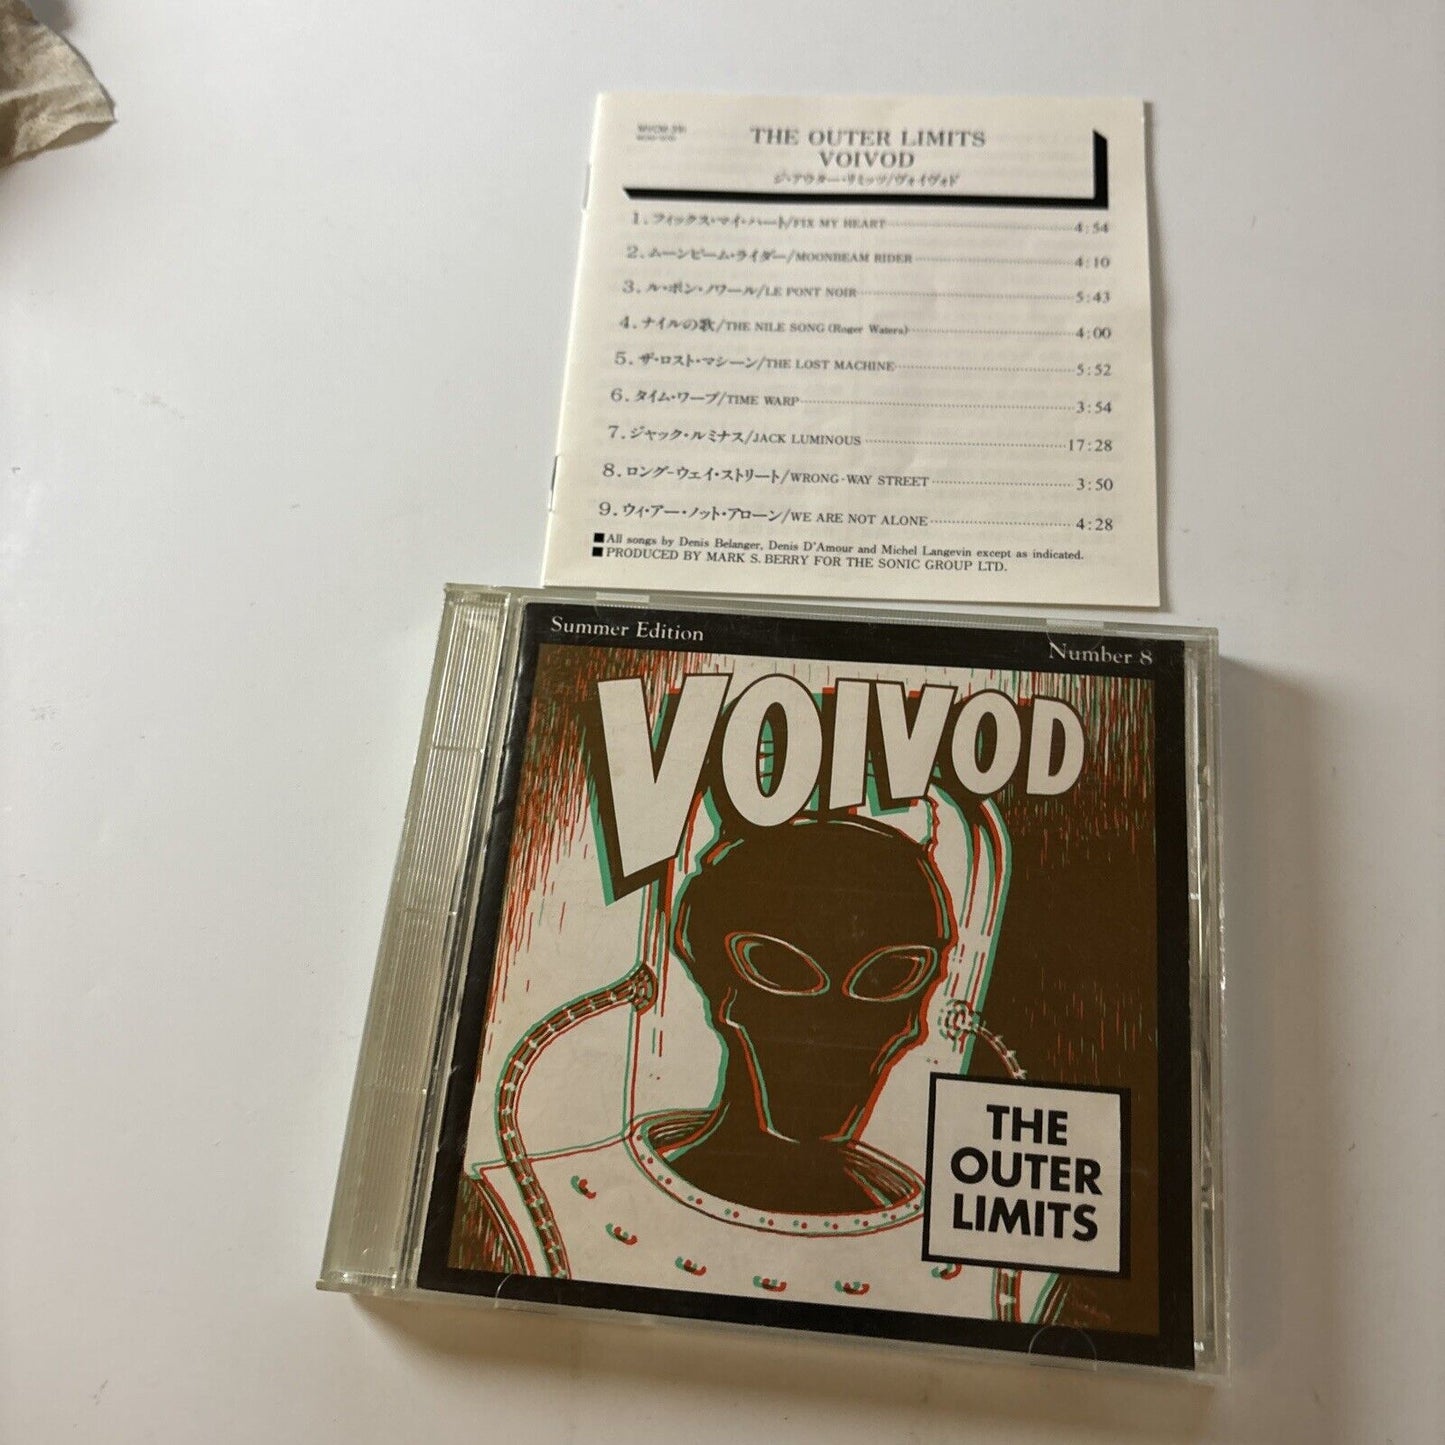 THE OUTER LIMITS
VOIVOD
ジ・アウター・リミッツ/ヴォイヴォド
1. フィックス・マイ・ハート/FIX MY HEART 4:54
2. ムーンビーム・ライダー/MOONBEAM RIDER 4:10
3. ル・ポン・ノワール/LE PONT NOIR 5:43
4. ナイルの歌/THE NILE SONG (Roger Waters) 4:00
5. ザ・ロスト・マシーン/THE LOST MACHINE 5:52
6. タイム・ワープ/TIME WARP 3:54
7. ジャック・ルミナス/JACK LUMINOUS 17:28
8. ロング-ウェイ・ストリート/WRONG-WAY STREET 3:50
9. ウィ・アー・ノット・アローン/WE ARE NOT ALONE 4:28
■All songs by Denis Belanger, Denis D'Amour and Michel Langevin except as indicated.
■PRODUCED BY MARK S. BERRY FOR THE SONIC GROUP LTD.
Summer Edition
Number 8
VOIVOD
THE
OUTER
LIMITS